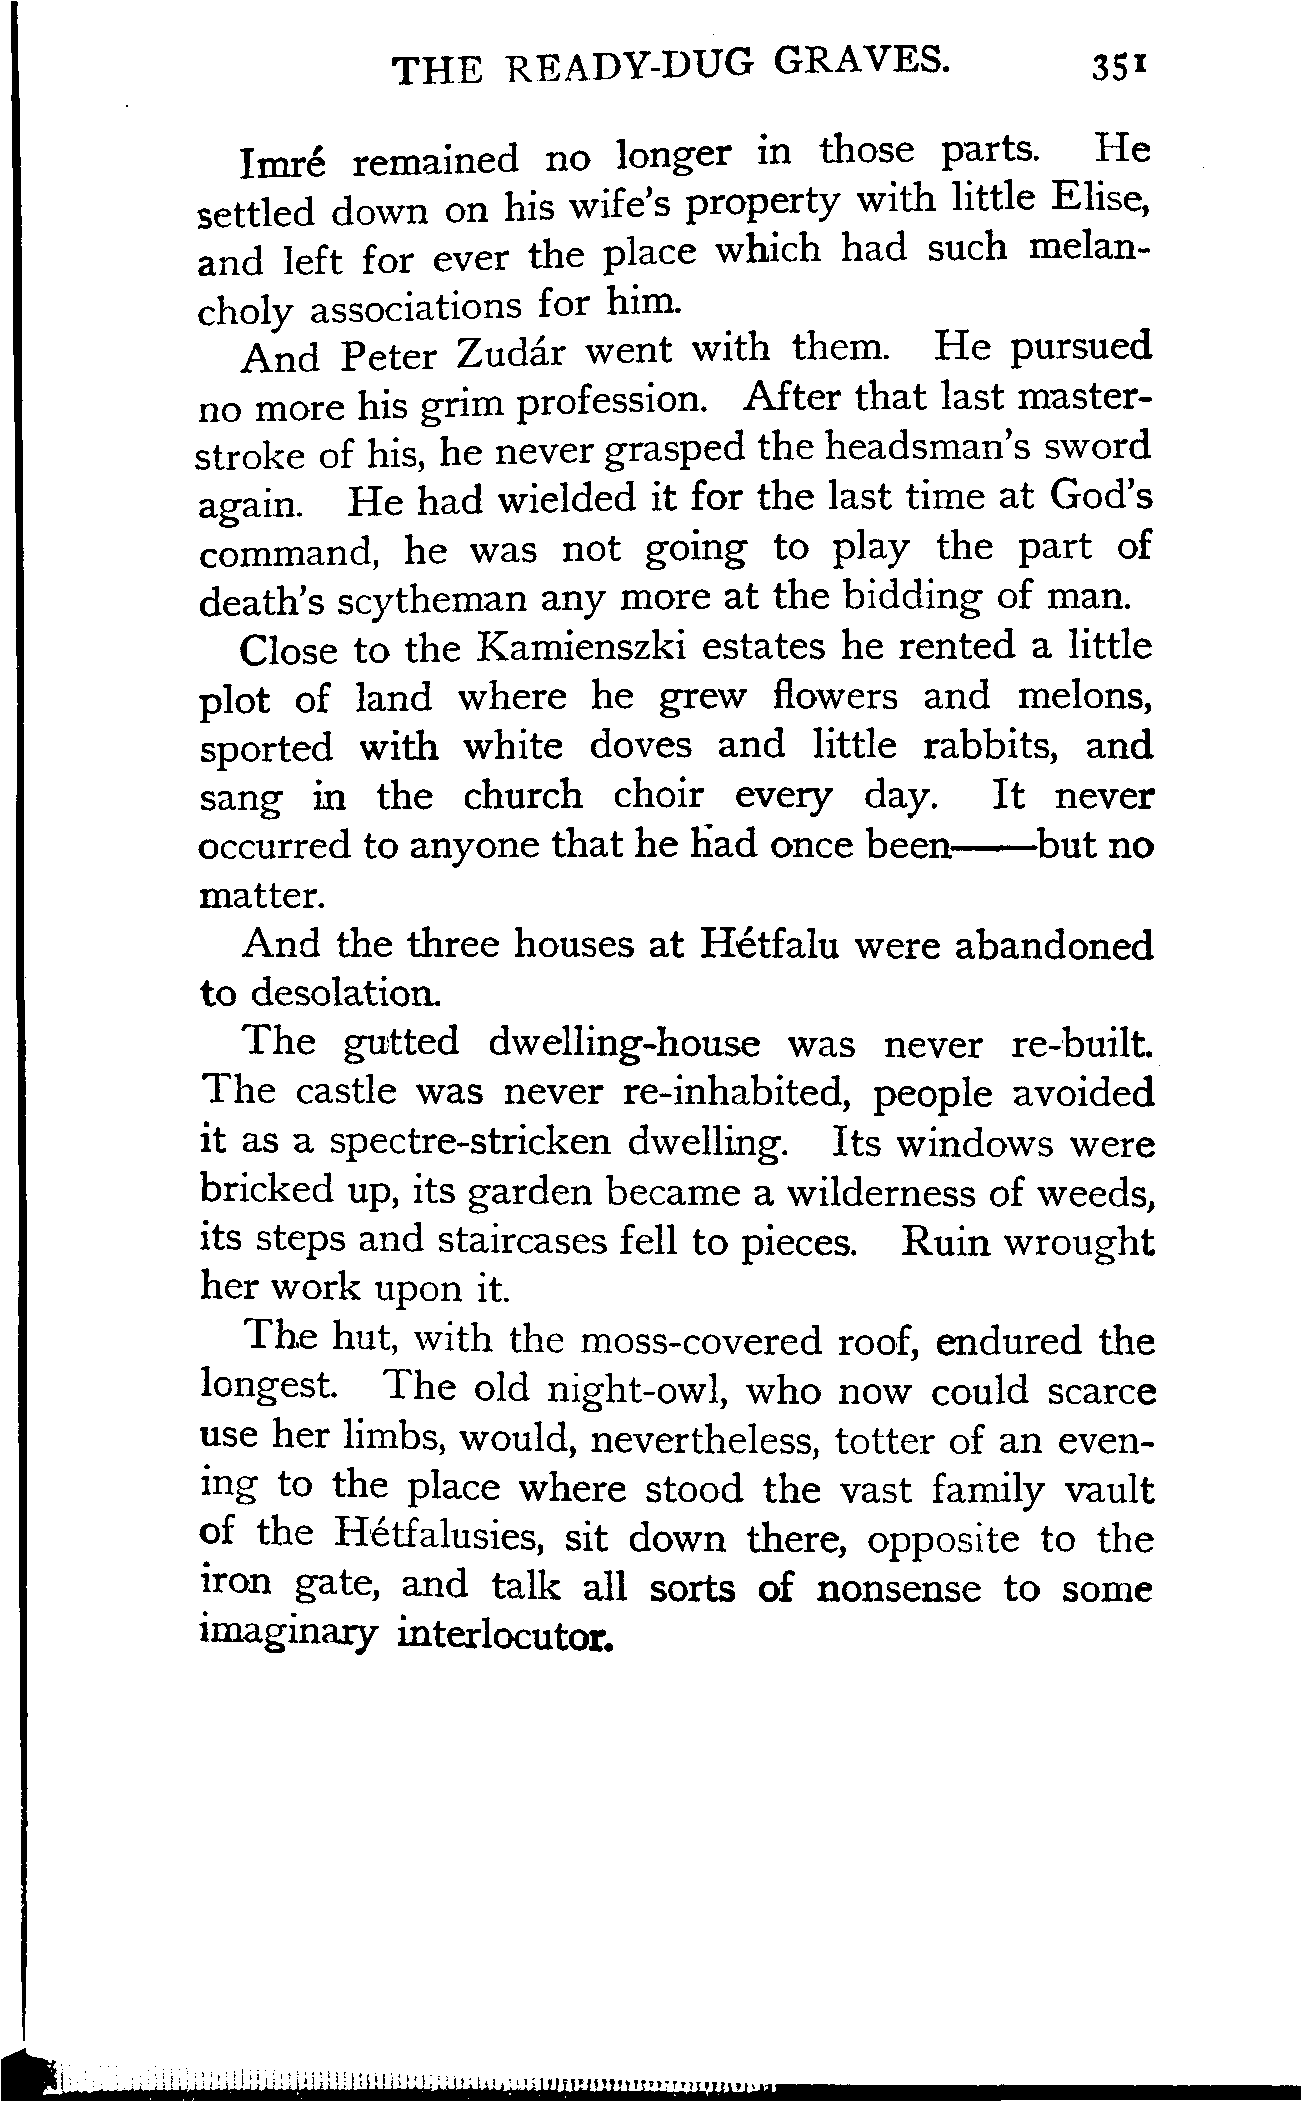 THE READY-DUG GRAVES. 351
Imré remained no longer in those parts. He
settled down on his wife's property with little Elise,
and left for ever the place which had such melan-
choly associations for him.
And Peter Zudár went with them. He pursued
no more his grim profession. After that last master-
stroke of his, he never grasped the headsman's sword
again. He had wielded it for the last time at God's
command, he was not going to play the part of
death's scytheman any more at the bidding of man.
Close to the Kamienszki estates he rented a little
plot of land where he grew flowers and melons,
sported with white doves and little rabbits, and
sang in the church choir every day. It never
occurred to anyone that he had once been——but no
matter.
And the three houses at Hétfalu were abandoned
to desolation.
The gutted dwelling-house was never re-built.
The castle was never re-inhabited, people avoided
it as a spectre-stricken dwelling. Its windows were
bricked up, its garden became a wilderness of weeds,
its steps and staircases fell to pieces. Ruin wrought
her work upon it.
The hut, with the moss-covered roof, endured the
longest. The old night-owl, who now could scarce
use her limbs, would, nevertheless, totter of an even-
ing to the place where stood the vast family vault
of the Hétfalusies, sit down there, opposite to the
iron gate, and talk all sorts of nonsense to some
imaginary interlocutor.